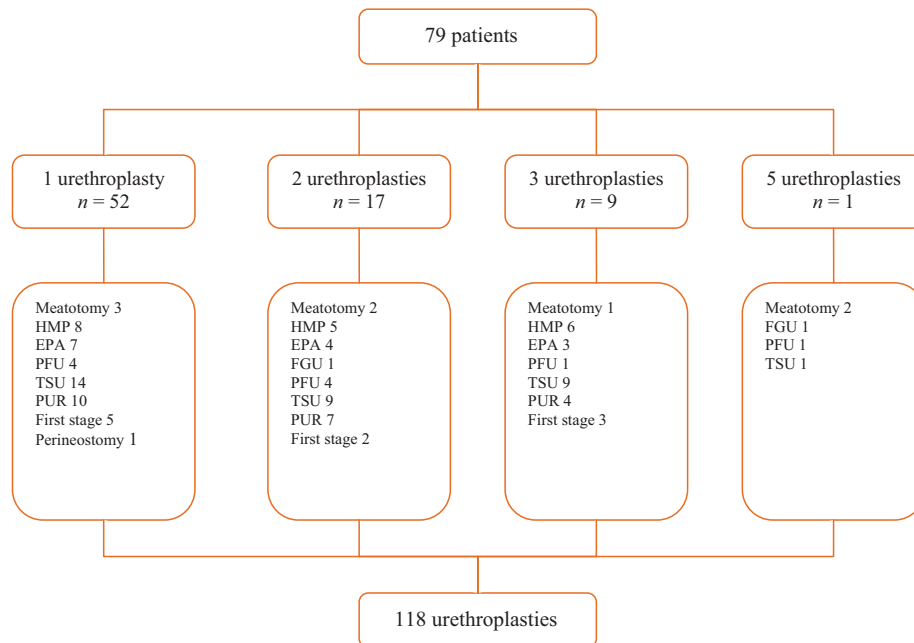 79 patients
1 urethroplasty
n = 52
2 urethroplasties
n = 17
3 urethroplasties
n = 9
5 urethroplasties
n = 1
Meatotomy 3
HMP 8
EPA 7
PFU 4
TSU 14
PUR 10
First stage 5
Perineostomy 1
Meatotomy 2
HMP 5
EPA 4
FGU 1
PFU 4
TSU 9
PUR 7
First stage 2
Meatotomy 1
HMP 6
EPA 3
PFU 1
TSU 9
PUR 4
First stage 3
Meatotomy 2
FGU 1
PFU 1
TSU 1
118 urethroplasties